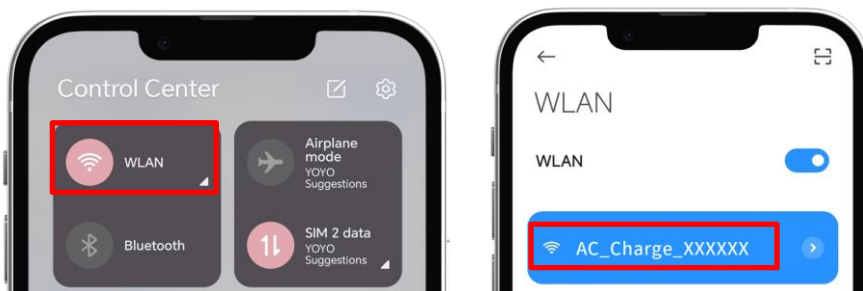 Control Center
WLAN
Airplane
mode
YOYO
Suggestions
Bluetooth
SIM 2 data
YOYO
Suggestions
WLAN
WLAN
AC_Charge_XXXXXX